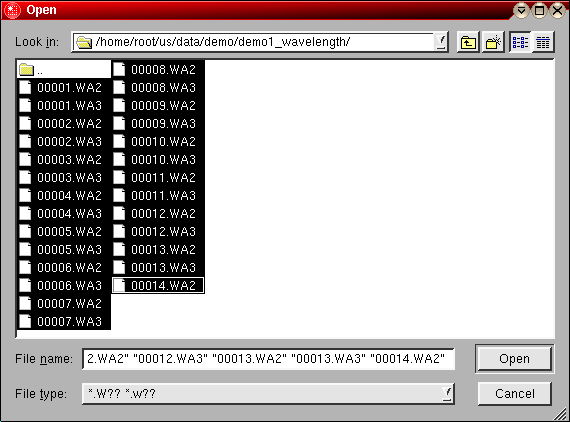 Open
Look in: /home/root/us/data/demo/demo1_wavelength/
..
00001.WA2
00001.WA3
00002.WA2
00002.WA3
00003.WA2
00003.WA3
00004.WA2
00004.WA3
00005.WA2
00005.WA3
00006.WA2
00006.WA3
00007.WA2
00007.WA3
00008.WA2
00008.WA3
00009.WA2
00009.WA3
00010.WA2
00010.WA3
00011.WA2
00011.WA3
00012.WA2
00012.WA3
00013.WA2
00013.WA3
00014.WA2
File name: 2.WA2" "00012.WA3" "00013.WA2" "00013.WA3" "00014.WA2" Open
File type: *.W?? *.w?? Cancel